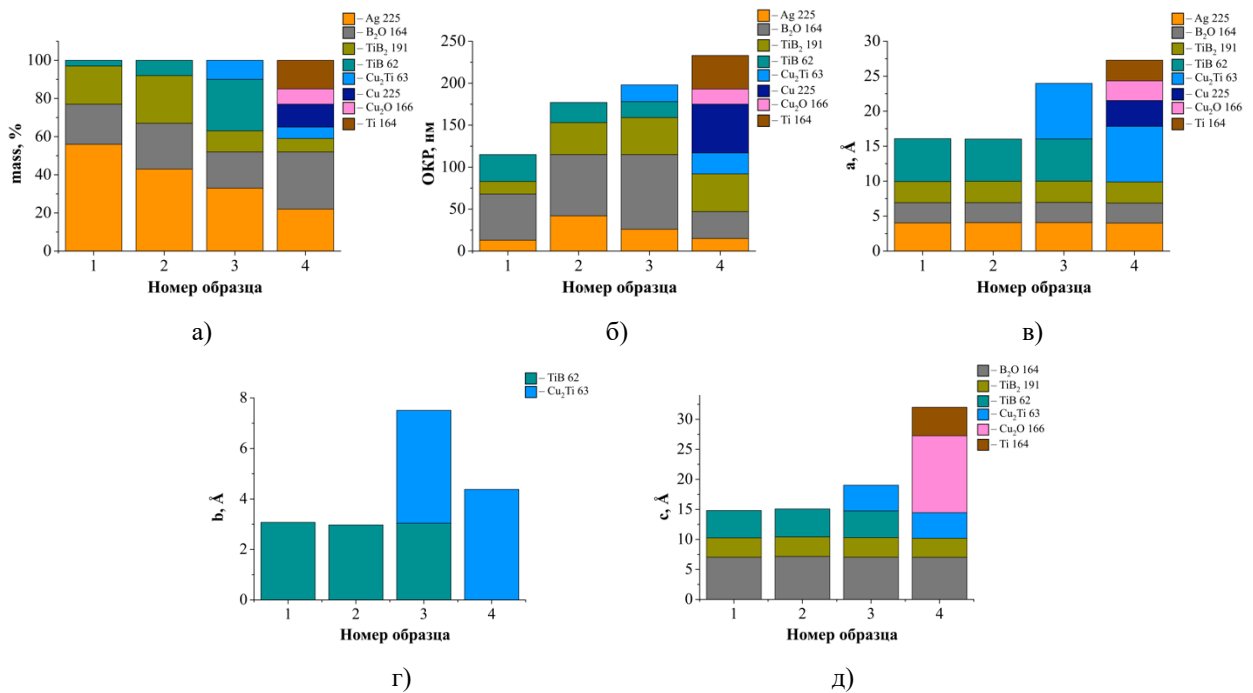 – Ag 225
– B₂O 164
– TiB₂ 191
– TiB 62
– Cu₂Ti 63
– Cu 225
– Cu₂O 166
– Ti 164
mass, %
100
80
60
40
20
0
1 2 3 4
Номер образца
а)
– Ag 225
– B₂O 164
– TiB₂ 191
– TiB 62
– Cu₂Ti 63
– Cu 225
– Cu₂O 166
– Ti 164
ОКР, нм
250
200
150
100
50
0
1 2 3 4
Номер образца
б)
– Ag 225
– B₂O 164
– TiB₂ 191
– TiB 62
– Cu₂Ti 63
– Cu 225
– Cu₂O 166
– Ti 164
a, Å
30
25
20
15
10
5
0
1 2 3 4
Номер образца
в)
– TiB 62
– Cu₂Ti 63
b, Å
8
6
4
2
0
1 2 3 4
Номер образца
г)
– B₂O 164
– TiB₂ 191
– TiB 62
– Cu₂Ti 63
– Cu₂O 166
– Ti 164
c, Å
30
25
20
15
10
5
0
1 2 3 4
Номер образца
д)